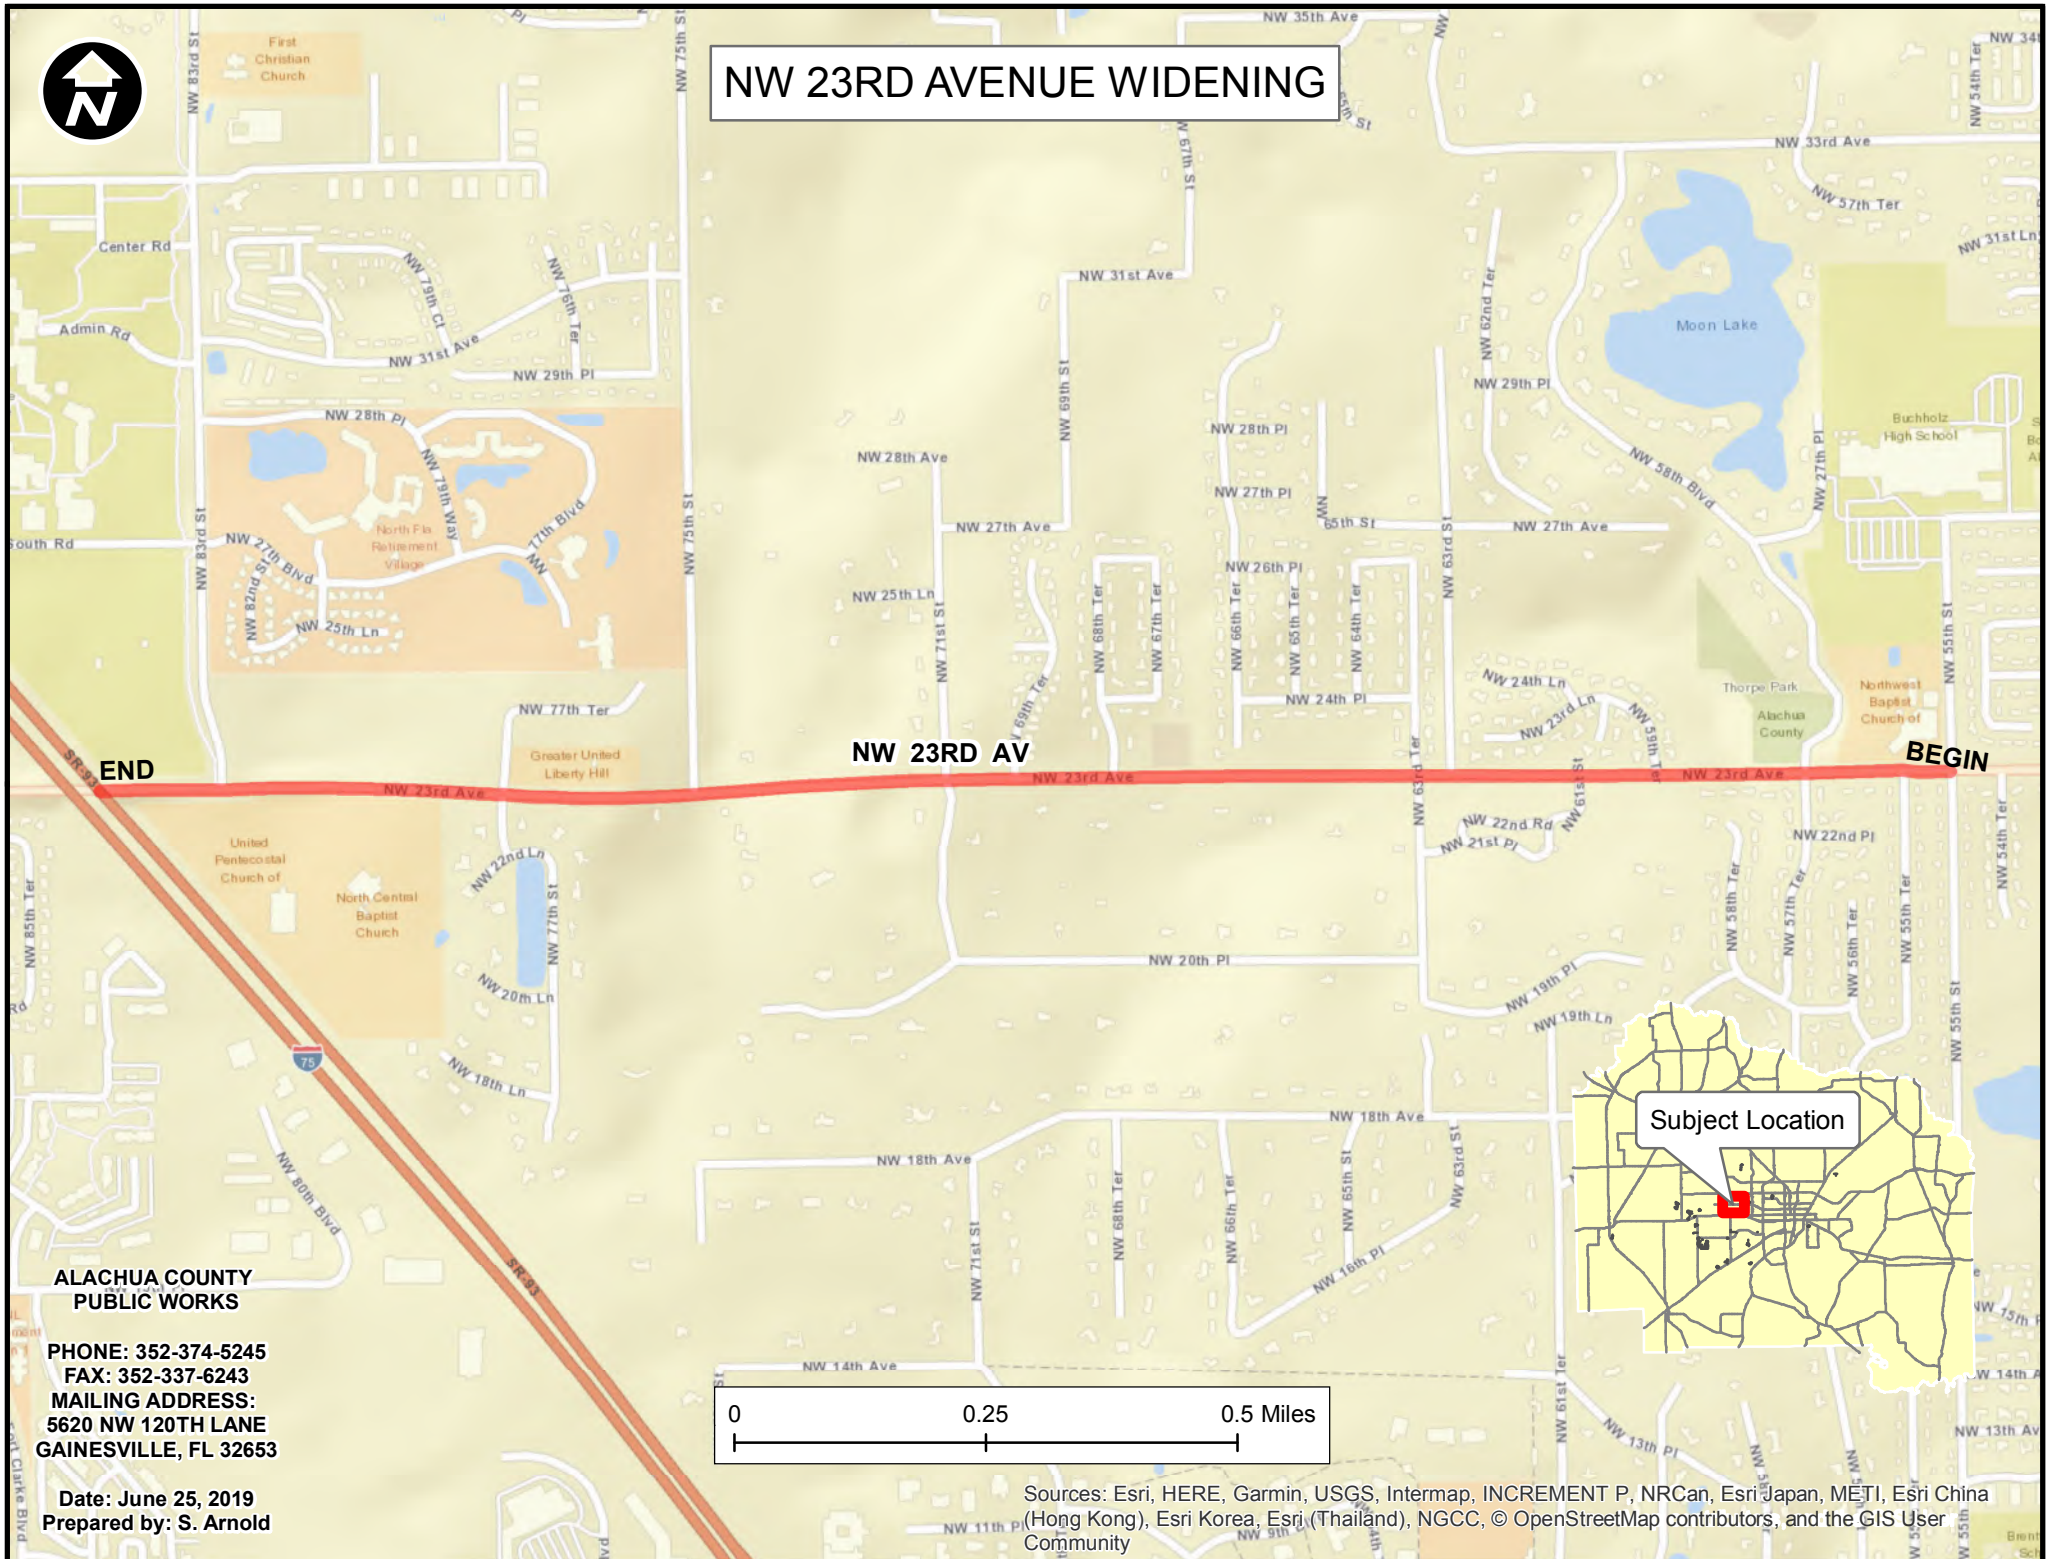 NW 23RD AVENUE WIDENING
N
First
Christian
Church
NW 83rd St
NW 75th St
NW 35th Ave
NW 54th Ter
NW 33rd Ave
NW 57th Ter
NW 31st Ln
NW 67th St
65th St
Center Rd
Admin Rd
NW 79th Ct
NW 76th Ter
NW 31st Ave
NW 29th Pl
NW 31st Ave
NW 62nd Ter
Moon Lake
NW 69th St
NW 29th Pl
NW 28th Pl
NW 79th Way
77th Blvd
NW
North Fla
Retirement
Village
NW 28th Ave
NW 28th Pl
NW 27th Pl
NW
65th St
NW 27th Ave
NW 27th Ave
NW 58th Blvd
NW 27th Pl
Buchholz
High School
South Rd
NW 83rd St
NW 27th Blvd
NW 82nd St
NW 25th Ln
NW 75th St
NW 25th Ln
NW 71st St
NW 26th Pl
NW 68th Ter
NW 67th Ter
NW 66th Ter
NW 65th Ter
NW 64th Ter
NW 63rd St
NW 55th St
NW 24th Pl
NW 24th Ln
NW 23rd Ln
NW 59th Ter
Thorpe Park
Alachua
County
Northwest
Baptist
Church of
NW 77th Ter
69th Ter
Greater United
Liberty Hill
NW 23RD AV
BEGIN
END
SR-93
NW 23rd Ave
NW 23rd Ave
NW 23rd Ave
NW 63rd Ter
NW 61st St
NW 22nd Rd
NW 21st Pl
NW 22nd Pl
NW 54th Ter
United
Pentecostal
Church of
North Central
Baptist
Church
NW 22nd Ln
NW 77th St
NW 20th Ln
NW 85th Ter
Rd
NW 20th Pl
NW 19th Pl
NW 19th Ln
NW 58th Ter
NW 57th Ter
NW 56th Ter
NW 55th Ter
NW 55th St
75
NW 18th Ln
NW 80th Blvd
NW 18th Ave
NW 18th Ave
Subject Location
NW 68th Ter
NW 66th Ter
NW 65th St
NW 63rd St
NW 16th Pl
NW 71st St
SR-93
NW 14th Ave
NW 61st Ter
NW 13th Pl
NW 13th Av
ALACHUA COUNTY
PUBLIC WORKS
PHONE: 352-374-5245
FAX: 352-337-6243
MAILING ADDRESS:
5620 NW 120TH LANE
GAINESVILLE, FL 32653
Date: June 25, 2019
Prepared by: S. Arnold
0 0.25 0.5 Miles
NW 11th Pl
Sources: Esri, HERE, Garmin, USGS, Intermap, INCREMENT P, NRCan, Esri Japan, METI, Esri China
(Hong Kong), Esri Korea, Esri (Thailand), NGCC, © OpenStreetMap contributors, and the GIS User
Community